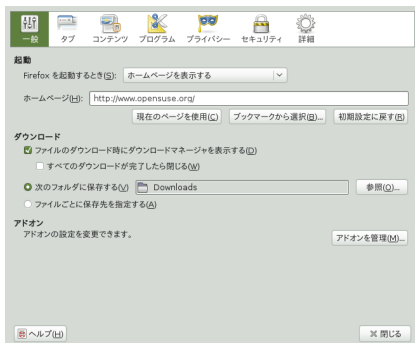 一般 タブ コンテンツ プログラム プライバシー セキュリティ 詳細
起動
Firefox を起動するとき(S): ホームページを表示する
ホームページ(H): http://www.opensuse.org/
現在のページを使用(C) ブックマークから選択(B)... 初期設定に戻す(R)
ダウンロード
ファイルのダウンロード時にダウンロードマネージャを表示する(D)
すべてのダウンロードが完了したら閉じる(W)
次のフォルダに保存する(V) Downloads 参照(O)...
ファイルごとに保存先を指定する(A)
アドオン
アドオンの設定を変更できます。
アドオンを管理(M)...
ヘルプ(H) 閉じる